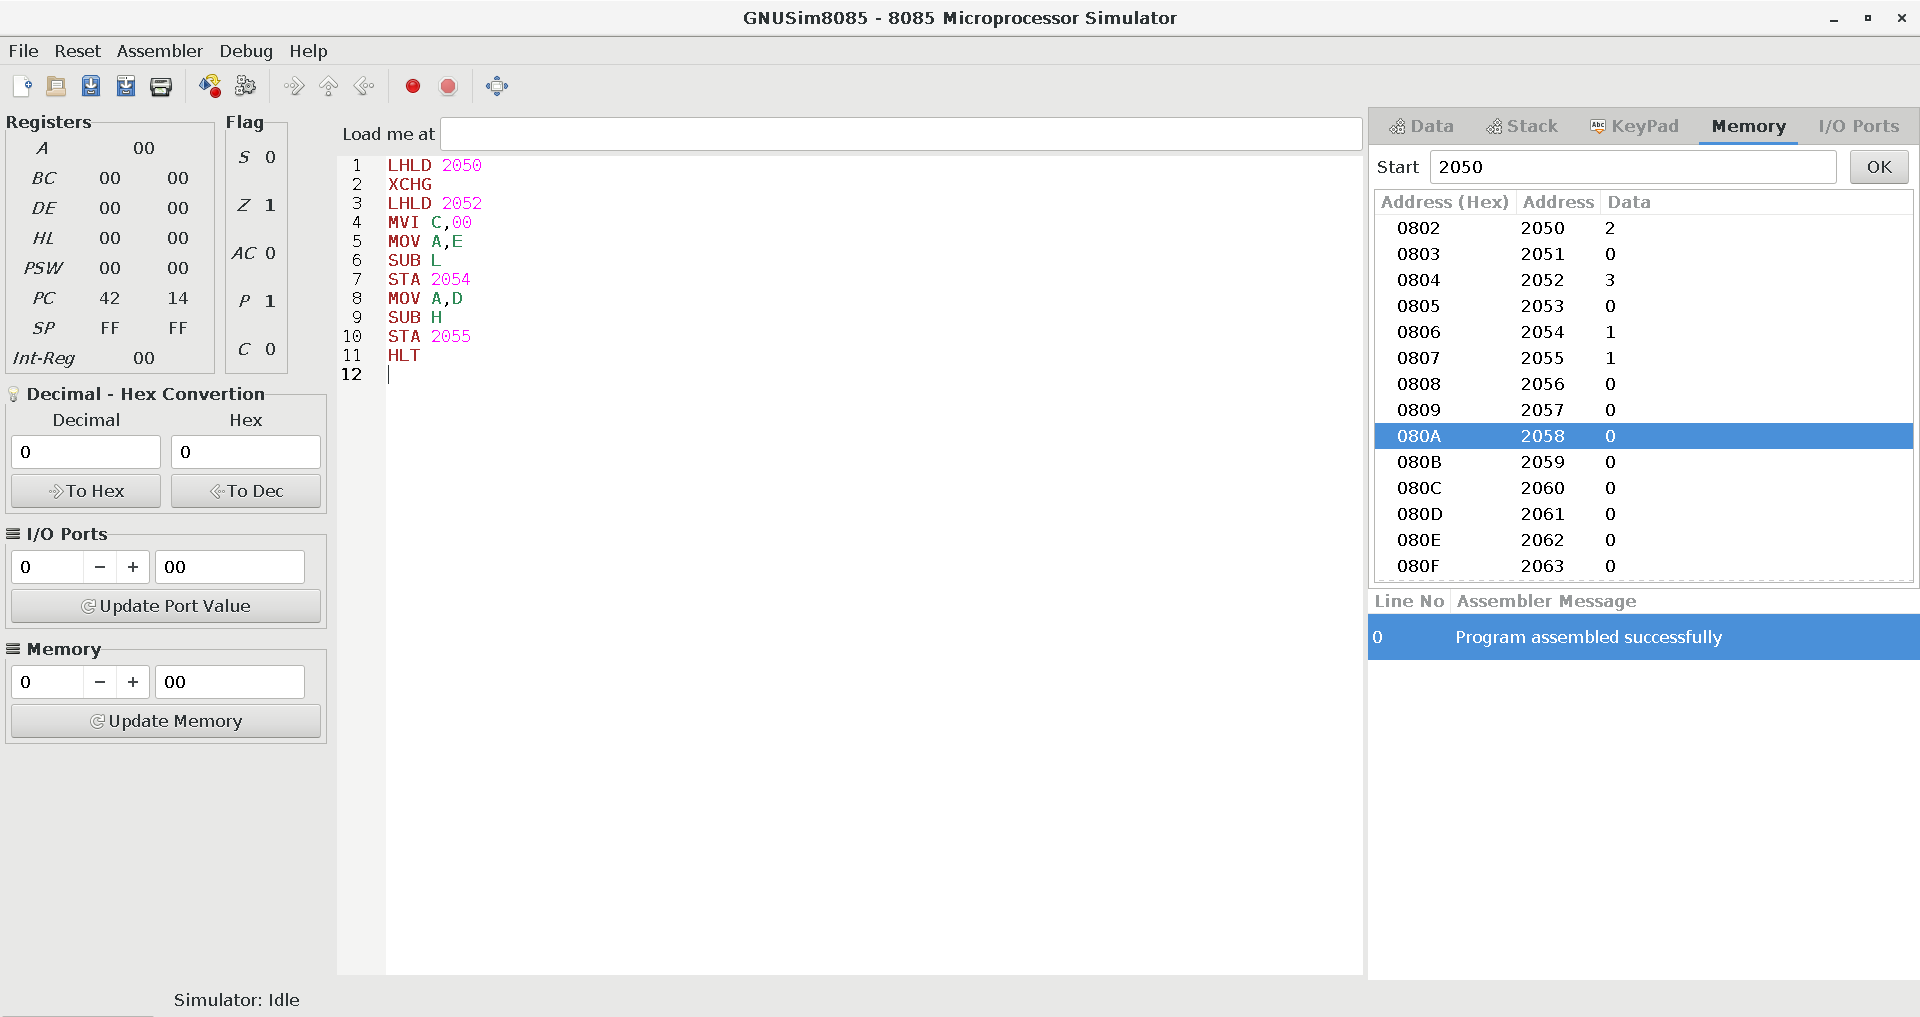 GNUSim8085 - 8085 Microprocessor Simulator
File Reset Assembler Debug Help
Registers
A 00
BC 00 00
DE 00 00
HL 00 00
PSW 00 00
PC 42 14
SP FF FF
Int-Reg 00
Flag
S 0
Z 1
AC 0
P 1
C 0
Decimal - Hex Convertion
Decimal Hex
0 0
To Hex To Dec
I/O Ports
0 − + 00
Update Port Value
Memory
0 − + 00
Update Memory
Load me at
1 LHLD 2050
2 XCHG
3 LHLD 2052
4 MVI C,00
5 MOV A,E
6 SUB L
7 STA 2054
8 MOV A,D
9 SUB H
10 STA 2055
11 HLT
12
Data Stack Abc KeyPad Memory I/O Ports
Start 2050 OK
Address (Hex) Address Data
0802 2050 2
0803 2051 0
0804 2052 3
0805 2053 0
0806 2054 1
0807 2055 1
0808 2056 0
0809 2057 0
080A 2058 0
080B 2059 0
080C 2060 0
080D 2061 0
080E 2062 0
080F 2063 0
Line No Assembler Message
0 Program assembled successfully
Simulator: Idle